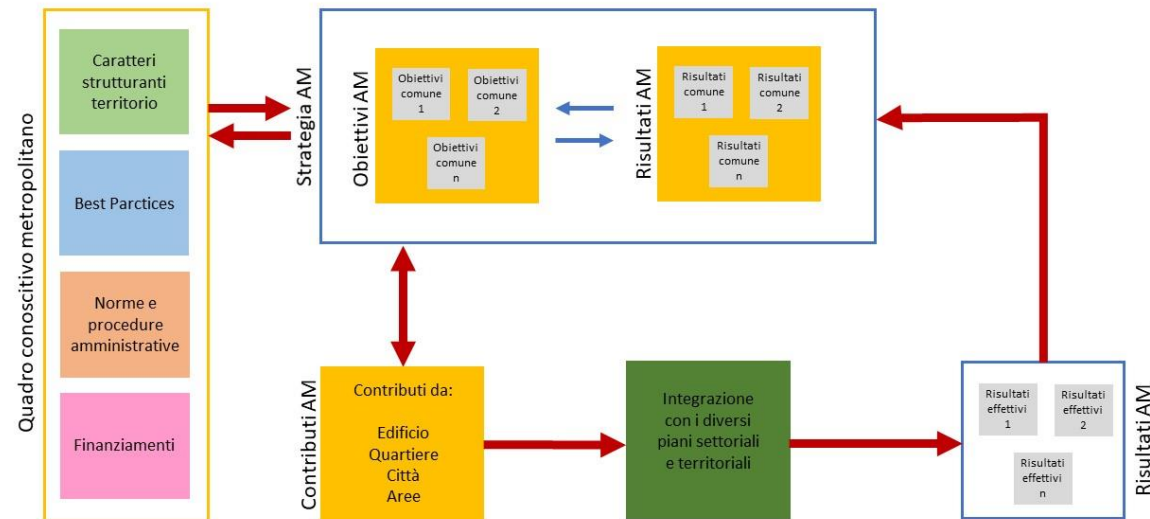 Quadro conoscitivo metropolitano
Caratteri
strutturanti
territorio
Best Parctices
Norme e
procedure
amministrative
Finanziamenti
Strategia AM
Obiettivi AM
Obiettivi
comune
1
Obiettivi
comune
2
Obiettivi
comune
n
Risultati AM
Risultati
comune
1
Risultati
comune
2
Risultati
comune
n
Contributi AM
Contributi da:
Edificio
Quartiere
Città
Aree
Integrazione
con i diversi
piani settoriali
e territoriali
Risultati
effettivi
1
Risultati
effettivi
2
Risultati
effettivi
n
Risultati AM